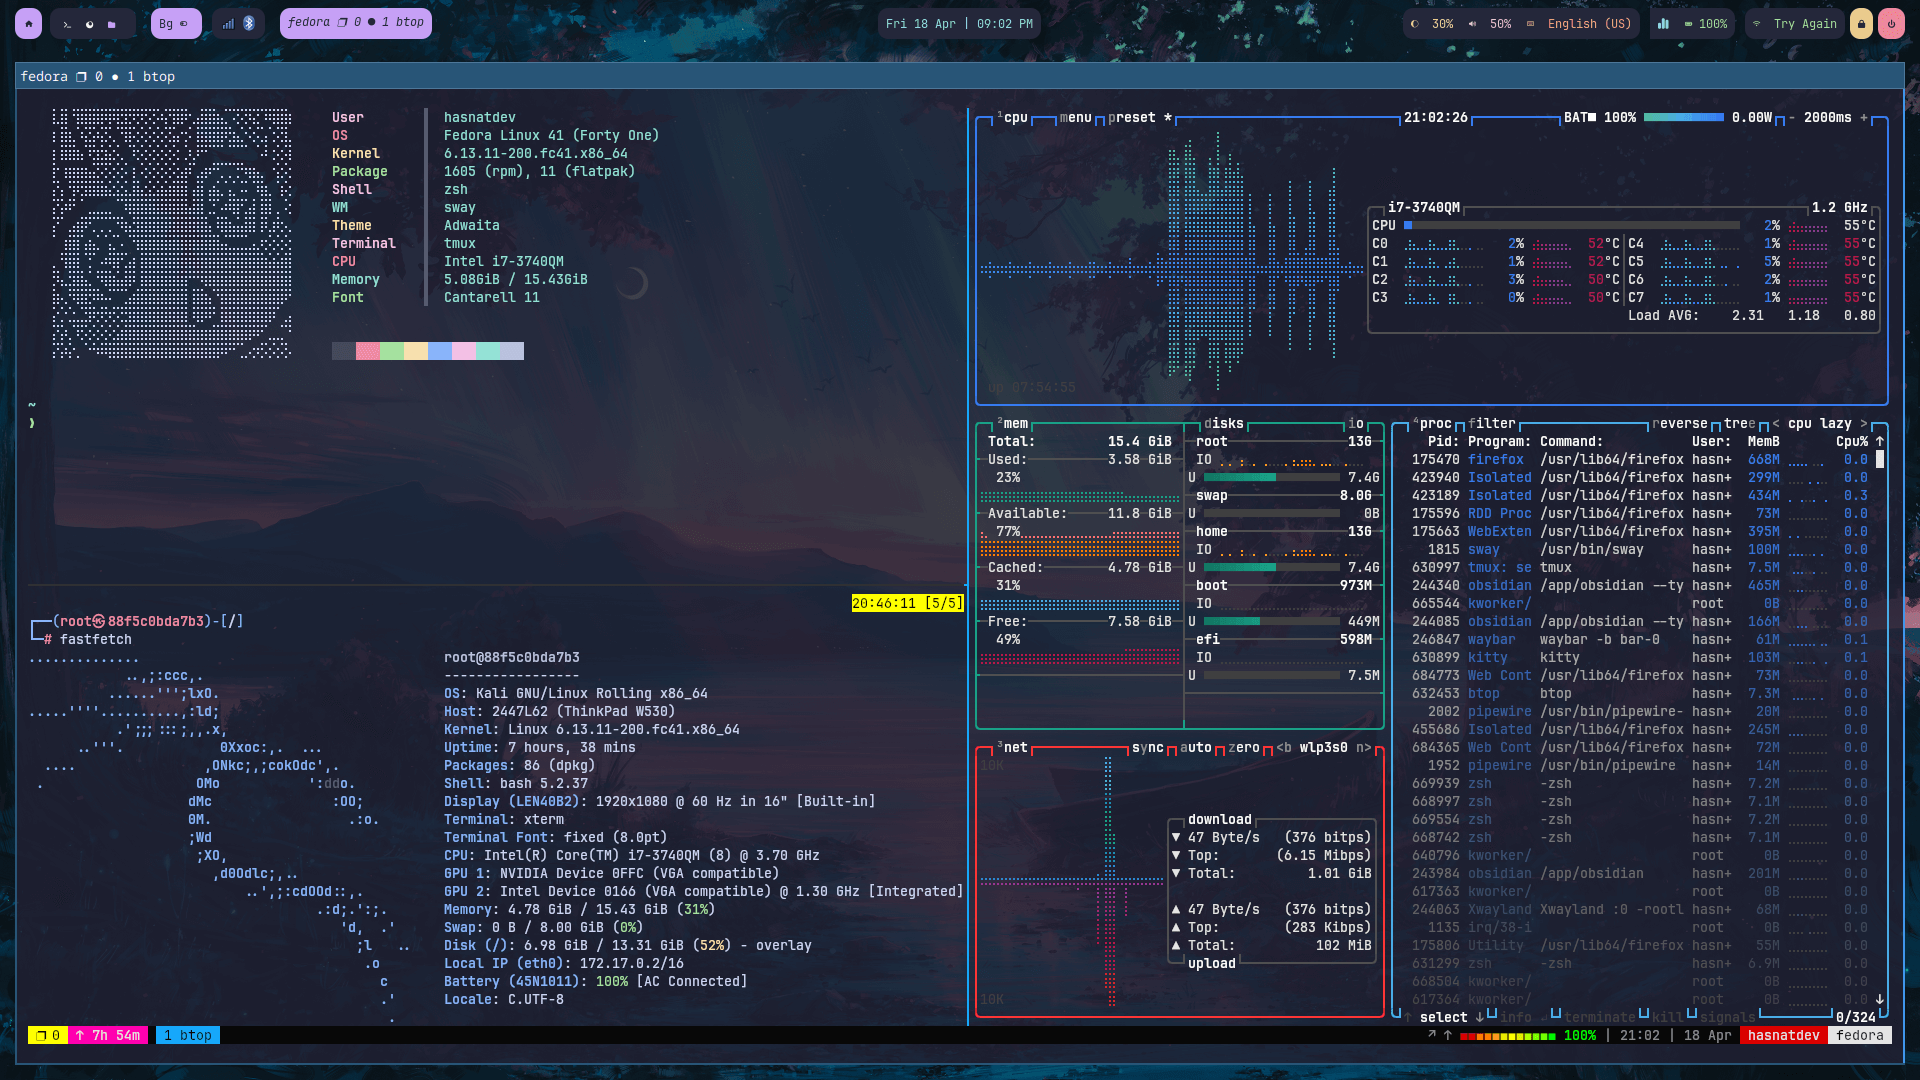 Bg
fedora 0 ● 1 btop
Fri 18 Apr | 09:02 PM
30% 50% English (US)
100%
Try Again
fedora 0 ● 1 btop
User hasnatdev
OS Fedora Linux 41 (Forty One)
Kernel 6.13.11-200.fc41.x86_64
Package 1605 (rpm), 11 (flatpak)
Shell zsh
WM sway
Theme Adwaita
Terminal tmux
CPU Intel i7-3740QM
Memory 5.08GiB / 15.43GiB
Font Cantarell 11
~
❱
20:46:11 [5/5]
┌──(root㉿88f5c0bda7b3)-[/]
└─# fastfetch
root@88f5c0bda7b3
-----------------
OS: Kali GNU/Linux Rolling x86_64
Host: 2447L62 (ThinkPad W530)
Kernel: Linux 6.13.11-200.fc41.x86_64
Uptime: 7 hours, 38 mins
Packages: 86 (dpkg)
Shell: bash 5.2.37
Display (LEN40B2): 1920x1080 @ 60 Hz in 16" [Built-in]
Terminal: xterm
Terminal Font: fixed (8.0pt)
CPU: Intel(R) Core(TM) i7-3740QM (8) @ 3.70 GHz
GPU 1: NVIDIA Device 0FFC (VGA compatible)
GPU 2: Intel Device 0166 (VGA compatible) @ 1.30 GHz [Integrated]
Memory: 4.78 GiB / 15.43 GiB (31%)
Swap: 0 B / 8.00 GiB (0%)
Disk (/): 6.98 GiB / 13.31 GiB (52%) - overlay
Local IP (eth0): 172.17.0.2/16
Battery (45N1011): 100% [AC Connected]
Locale: C.UTF-8
¹cpu menu preset * 21:02:26 BAT■ 100% 0.00W - 2000ms +
i7-3740QM 1.2 GHz
CPU 2% 55°C
C0 2% 52°C C4 1% 55°C
C1 1% 52°C C5 5% 55°C
C2 3% 50°C C6 2% 55°C
C3 0% 50°C C7 1% 55°C
Load AVG: 2.31 1.18 0.80
up 07:54:55
²mem
Total: 15.4 GiB
Used: 3.58 GiB
23%
Available: 11.8 GiB
77%
Cached: 4.78 GiB
31%
Free: 7.58 GiB
49%
disks io
root 13G
IO
U 7.4G
swap 8.0G
U 0B
home 13G
IO
U 7.4G
boot 973M
IO
U 449M
efi 598M
IO
U 7.5M
³net sync auto zero <b wlp3s0 n>
10K
download
▼ 47 Byte/s (376 bitps)
▼ Top: (6.15 Mibps)
▼ Total: 1.01 GiB
▲ 47 Byte/s (376 bitps)
▲ Top: (283 Kibps)
▲ Total: 102 MiB
upload
10K
⁴proc filter reverse tree < cpu lazy >
Pid: Program: Command: User: MemB Cpu% ↑
175470 firefox /usr/lib64/firefox hasn+ 668M 0.0
423940 Isolated /usr/lib64/firefox hasn+ 299M 0.0
423189 Isolated /usr/lib64/firefox hasn+ 434M 0.3
175596 RDD Proc /usr/lib64/firefox hasn+ 73M 0.0
175663 WebExten /usr/lib64/firefox hasn+ 395M 0.0
1815 sway /usr/bin/sway hasn+ 100M 0.0
630997 tmux: se tmux hasn+ 7.5M 0.0
244340 obsidian /app/obsidian --ty hasn+ 465M 0.0
665544 kworker/ root 0B 0.0
244085 obsidian /app/obsidian --ty hasn+ 166M 0.0
246847 waybar waybar -b bar-0 hasn+ 61M 0.1
630899 kitty kitty hasn+ 103M 0.1
684773 Web Cont /usr/lib64/firefox hasn+ 73M 0.0
632453 btop btop hasn+ 7.3M 0.0
2002 pipewire /usr/bin/pipewire- hasn+ 20M 0.0
455686 Isolated /usr/lib64/firefox hasn+ 245M 0.0
684365 Web Cont /usr/lib64/firefox hasn+ 72M 0.0
1952 pipewire /usr/bin/pipewire hasn+ 14M 0.0
669939 zsh -zsh hasn+ 7.2M 0.0
668997 zsh -zsh hasn+ 7.1M 0.0
669554 zsh -zsh hasn+ 7.2M 0.0
668742 zsh -zsh hasn+ 7.1M 0.0
640796 kworker/ root 0B 0.0
243984 obsidian /app/obsidian hasn+ 201M 0.0
617363 kworker/ root 0B 0.0
244063 Xwayland Xwayland :0 -rootl hasn+ 68M 0.0
1135 irq/38-i root 0B 0.0
175806 Utility /usr/lib64/firefox hasn+ 55M 0.0
631299 zsh -zsh hasn+ 6.9M 0.0
668504 kworker/ root 0B 0.0
617364 kworker/ root 0B 0.0 ↓
↑ select ↓ info ↲ terminate kill signals 0/324
0 ↑ 7h 54m 1 btop
↗ ↑ 100% | 21:02 | 18 Apr hasnatdev fedora